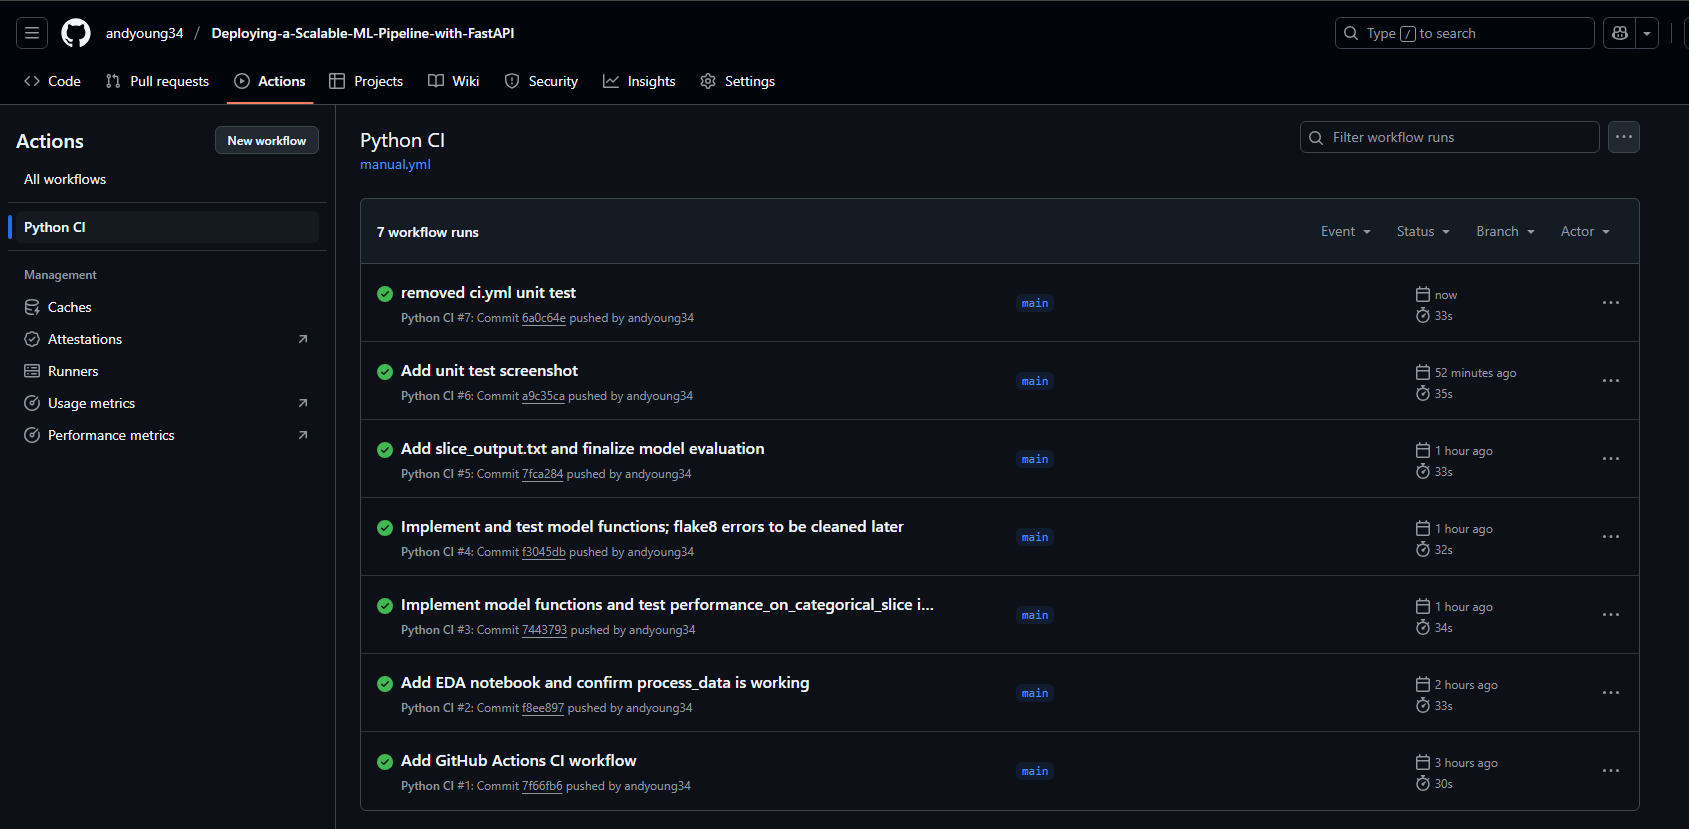 andyoung34 / Deploying-a-Scalable-ML-Pipeline-with-FastAPI
Type / to search
Code Pull requests Actions Projects Wiki Security Insights Settings
Actions
New workflow
All workflows
Python CI
Management
Caches
Attestations
Runners
Usage metrics
Performance metrics
Python CI
manual.yml
Filter workflow runs
7 workflow runs
Event Status Branch Actor
removed ci.yml unit test
Python CI #7: Commit 6a0c64e pushed by andyoung34
main
now
33s
Add unit test screenshot
Python CI #6: Commit a9c35ca pushed by andyoung34
main
52 minutes ago
35s
Add slice_output.txt and finalize model evaluation
Python CI #5: Commit 7fca284 pushed by andyoung34
main
1 hour ago
33s
Implement and test model functions; flake8 errors to be cleaned later
Python CI #4: Commit f3045db pushed by andyoung34
main
1 hour ago
32s
Implement model functions and test performance_on_categorical_slice i...
Python CI #3: Commit 7443793 pushed by andyoung34
main
1 hour ago
34s
Add EDA notebook and confirm process_data is working
Python CI #2: Commit f8ee897 pushed by andyoung34
main
2 hours ago
33s
Add GitHub Actions CI workflow
Python CI #1: Commit 7f66fb6 pushed by andyoung34
main
3 hours ago
30s